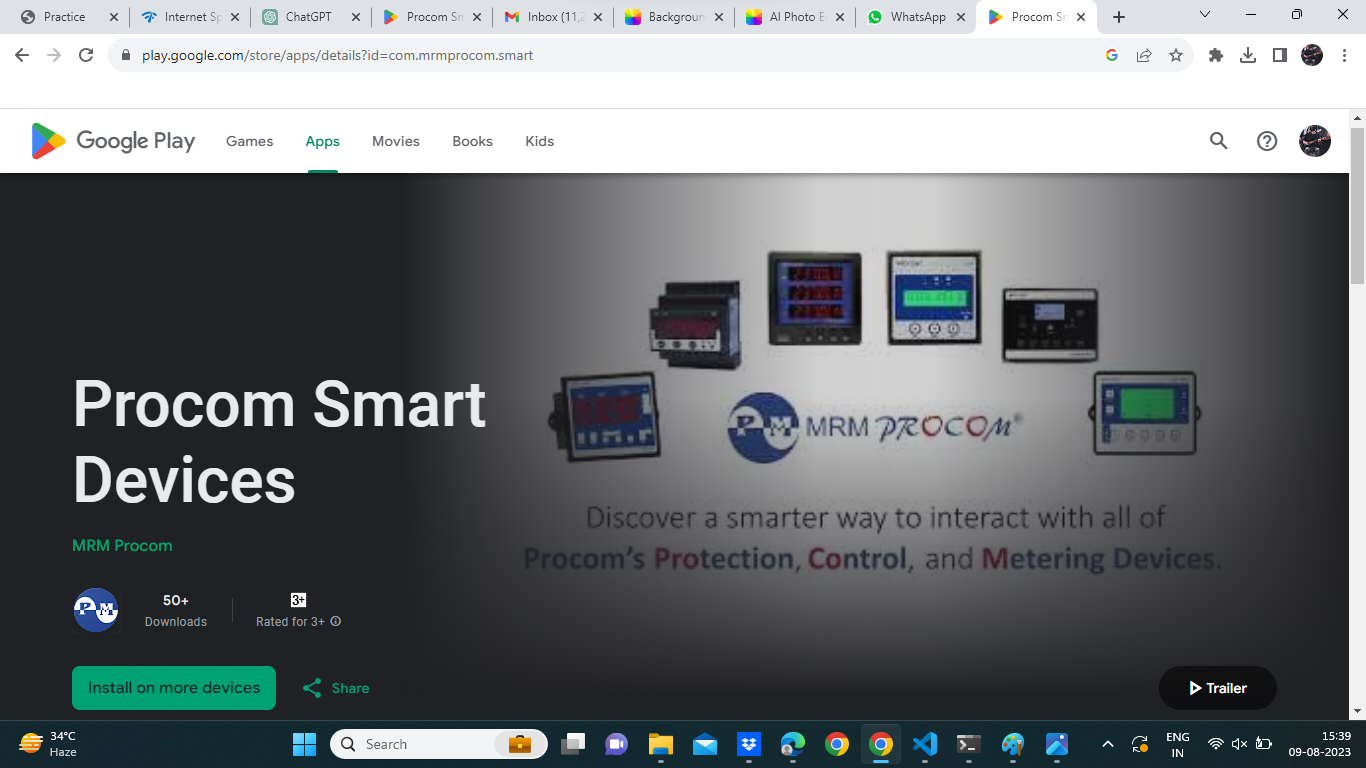 Practice
Internet Sp
ChatGPT
Procom Sm
Inbox (11,2
Backgroun
AI Photo E
WhatsApp
Procom Sm
play.google.com/store/apps/details?id=com.mrmprocom.smart
Google Play
Games
Apps
Movies
Books
Kids
PM MRM PROCOM®
Discover a smarter way to interact with all of
Procom's Protection, Control, and Metering Devices.
Procom Smart
Devices
MRM Procom
PM
50+
Downloads
3+
Rated for 3+
Install on more devices
Share
Trailer
34°C
Haze
Search
ENG
IN
15:39
09-08-2023